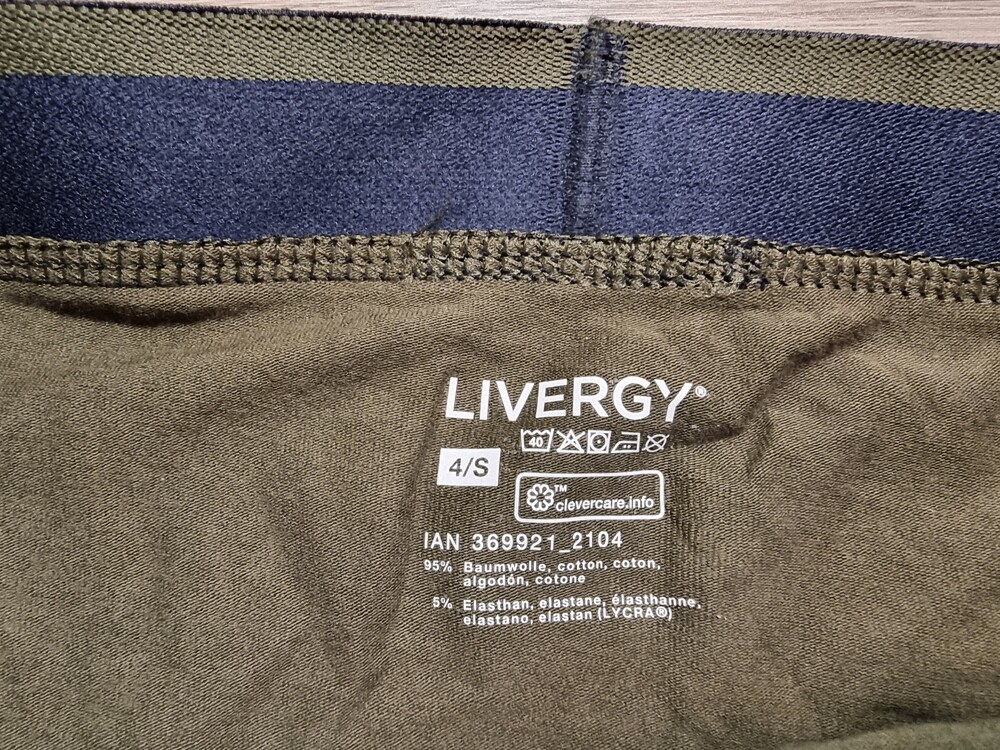 LIVERGY®
40
4/S
™
clevercare.info
IAN 369921_2104
95% Baumwolle, cotton, coton,
algodón, cotone
5% Elasthan, elastane, élasthanne,
elastano, elastan (LYCRA®)